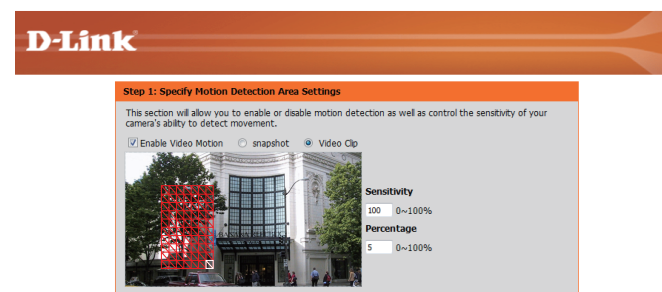 D-Link
Step 1: Specify Motion Detection Area Settings
This section will allow you to enable or disable motion detection as well as control the sensitivity of your
camera's ability to detect movement.
Enable Video Motion snapshot Video Clip
Sensitivity
100 0~100%
Percentage
5 0~100%